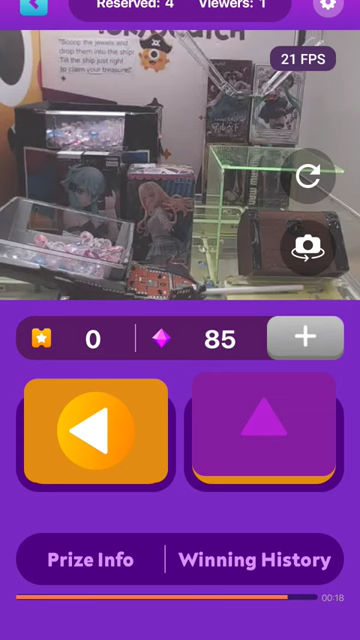 Reserved: 4 Viewers: 1
"Scoop the jewels and
drop them into the ship!
Tilt the ship just right
to claim your treasure!"
21 FPS
0 85 +
Prize Info Winning History
00:18